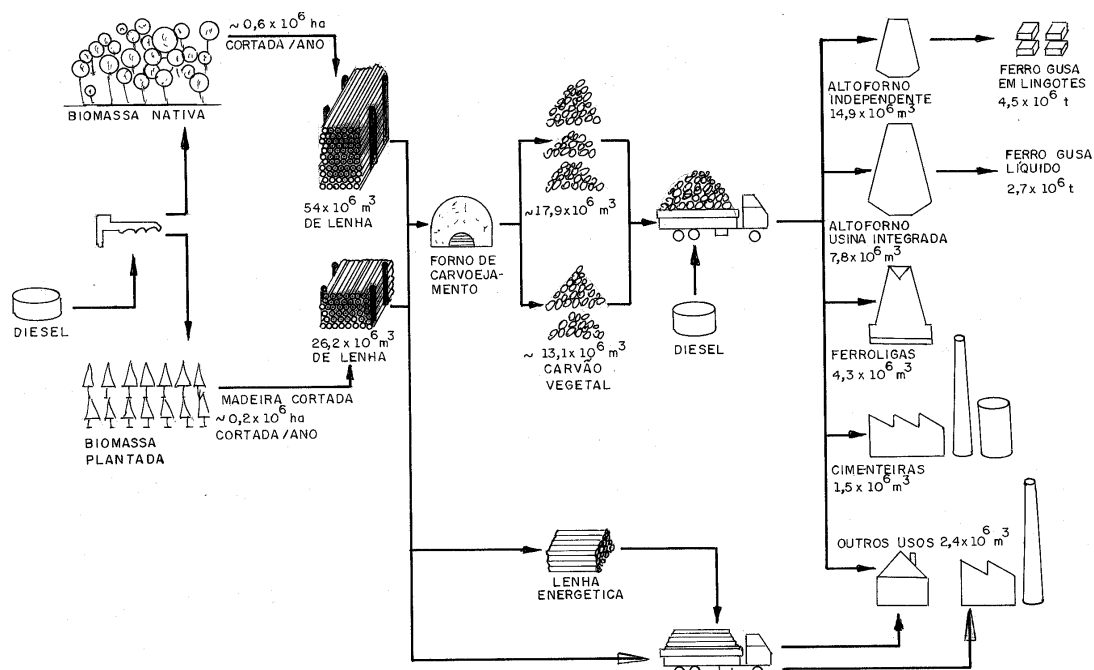 ~ 0,6 x 10⁶ ha
CORTADA / ANO
BIOMASSA NATIVA
54 x 10⁶ m³
DE LENHA
DIESEL
26,2 x 10⁶ m³
DE LENHA
MADEIRA CORTADA
~ 0,2 x 10⁶ ha
CORTADA / ANO
BIOMASSA
PLANTADA
FORNO DE
CARVOEJA-
MENTO
~17,9 x 10⁶ m³
~ 13,1 x 10⁶ m³
CARVÃO
VEGETAL
DIESEL
ALTOFORNO
INDEPENDENTE
14,9 x 10⁶ m³
FERRO GUSA
EM LINGOTES
4,5 x 10⁶ t
FERRO GUSA
LÍQUIDO
2,7 x 10⁶ t
ALTOFORNO
USINA INTEGRADA
7,8 x 10⁶ m³
FERROLIGAS
4,3 x 10⁶ m³
CIMENTEIRAS
1,5 x 10⁶ m³
OUTROS USOS 2,4 x 10⁶ m³
LENHA
ENERGETICA